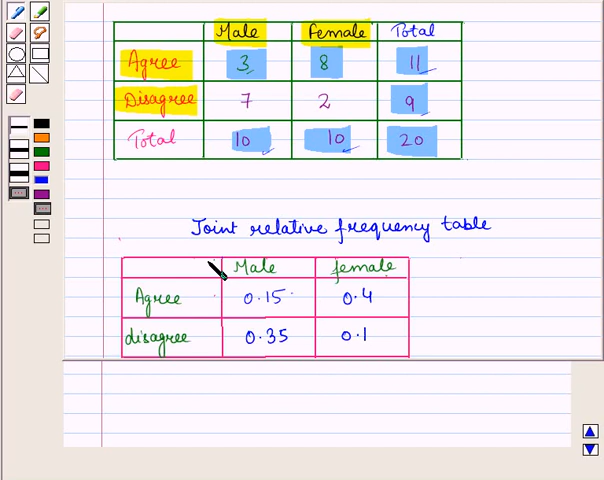 Male Female Total
Agree 3 8 11
Disagree 7 2 9
Total 10 10 20
Joint relative frequency table
Male female
Agree 0.15 0.4
disagree 0.35 0.1